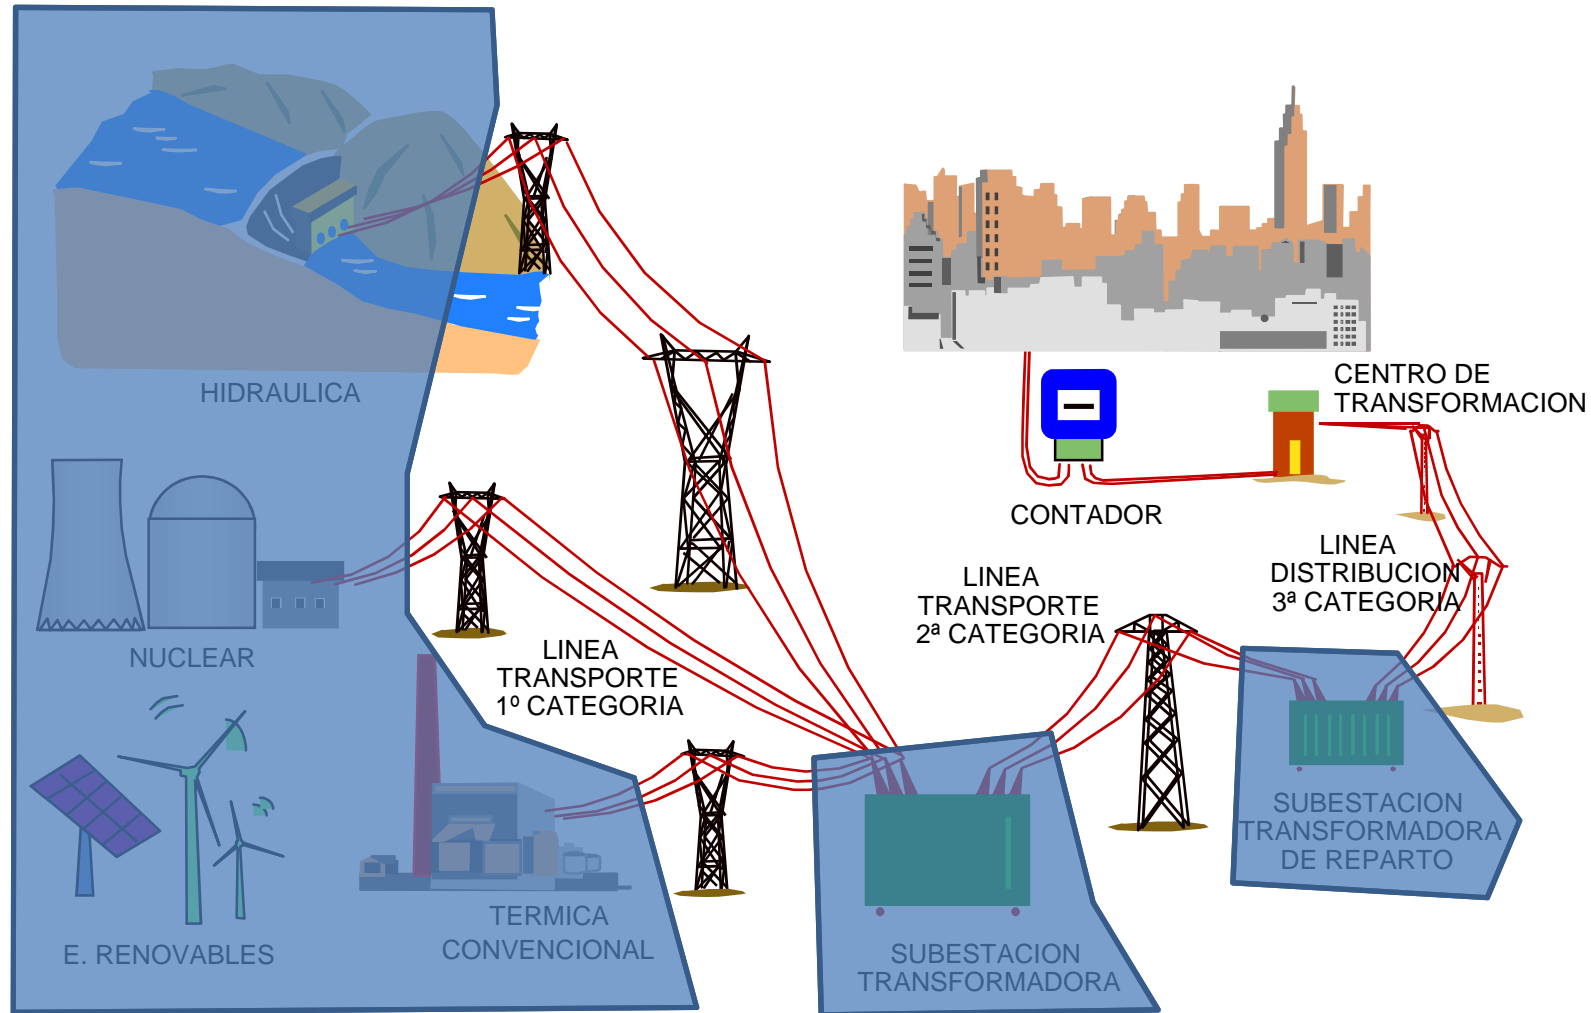 HIDRAULICA
NUCLEAR
E. RENOVABLES
TERMICA
CONVENCIONAL
LINEA
TRANSPORTE
1º CATEGORIA
SUBESTACION
TRANSFORMADORA
LINEA
TRANSPORTE
2ª CATEGORIA
SUBESTACION
TRANSFORMADORA
DE REPARTO
LINEA
DISTRIBUCION
3ª CATEGORIA
CENTRO DE
TRANSFORMACION
CONTADOR